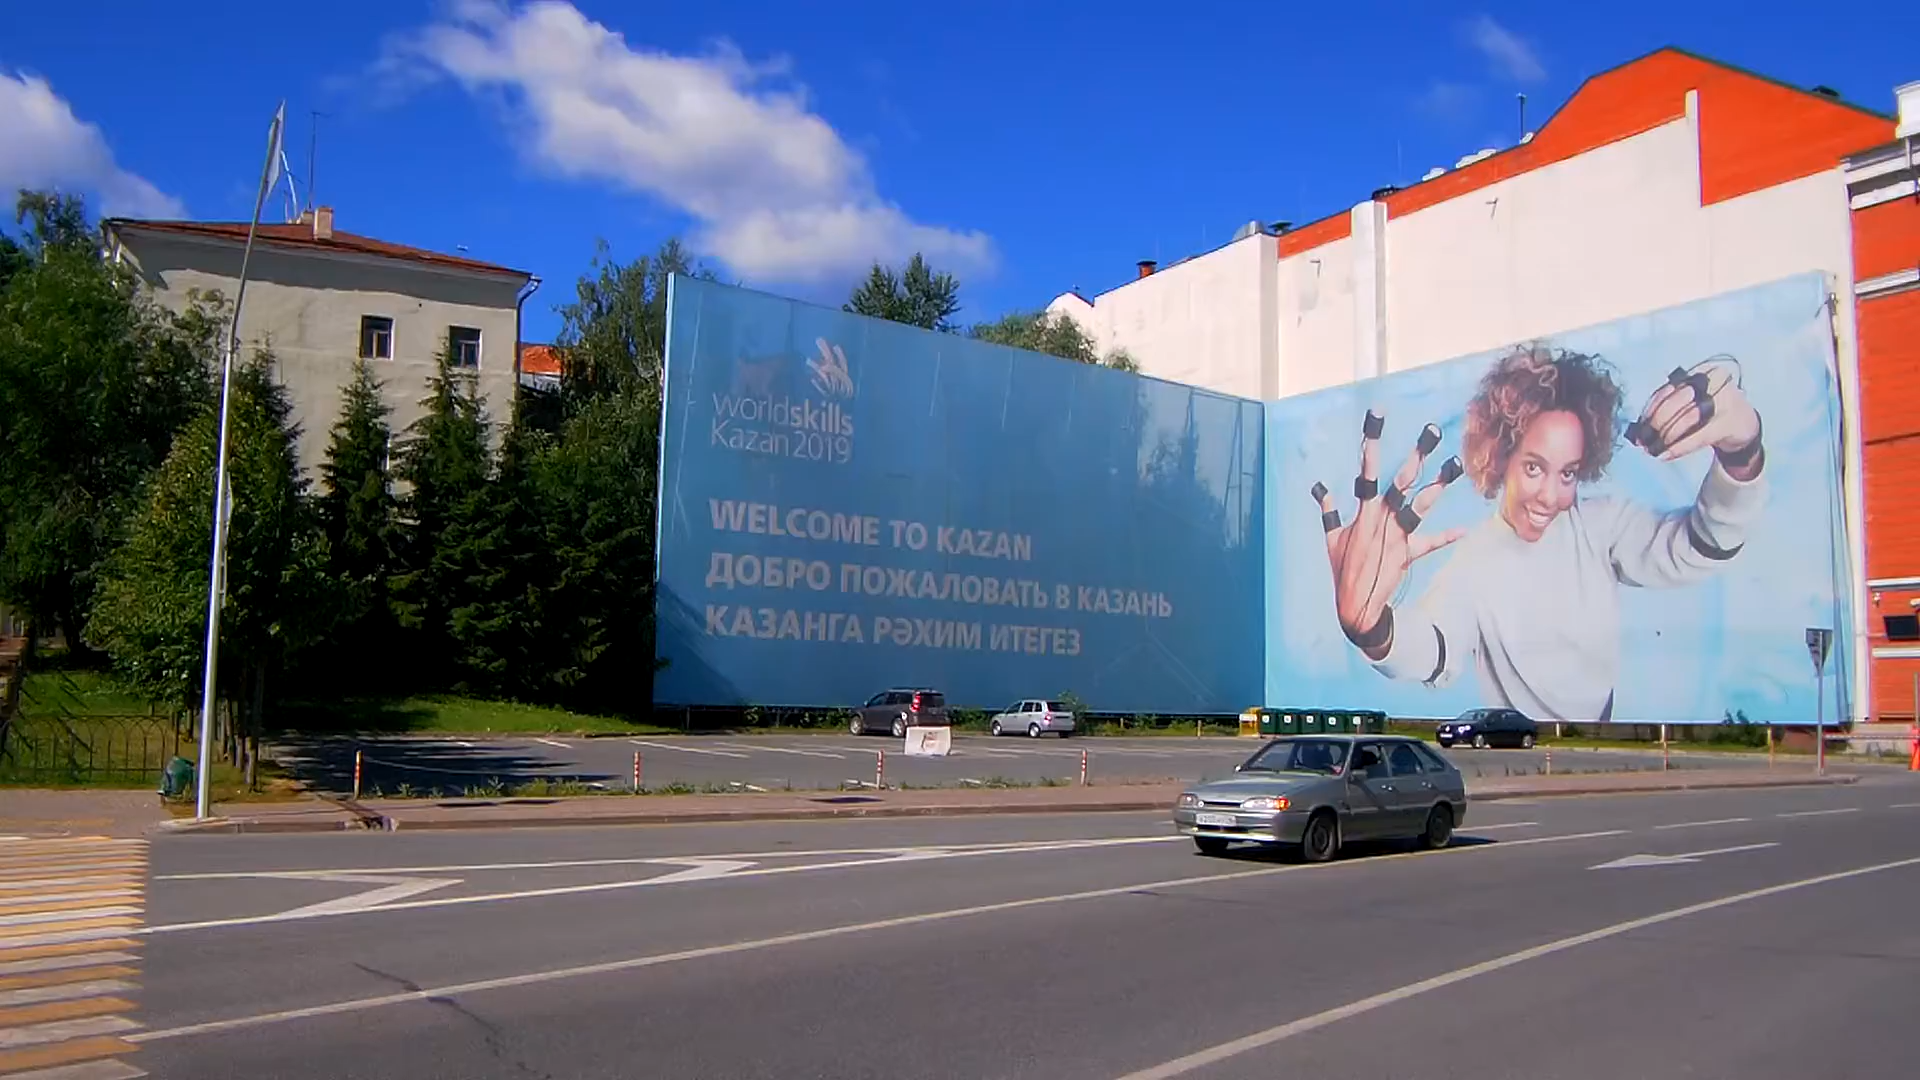 worldskills
Kazan 2019
WELCOME TO KAZAN
ДОБРО ПОЖАЛОВАТЬ В КАЗАНЬ
КАЗАНГА РӘХИМ ИТЕГЕЗ